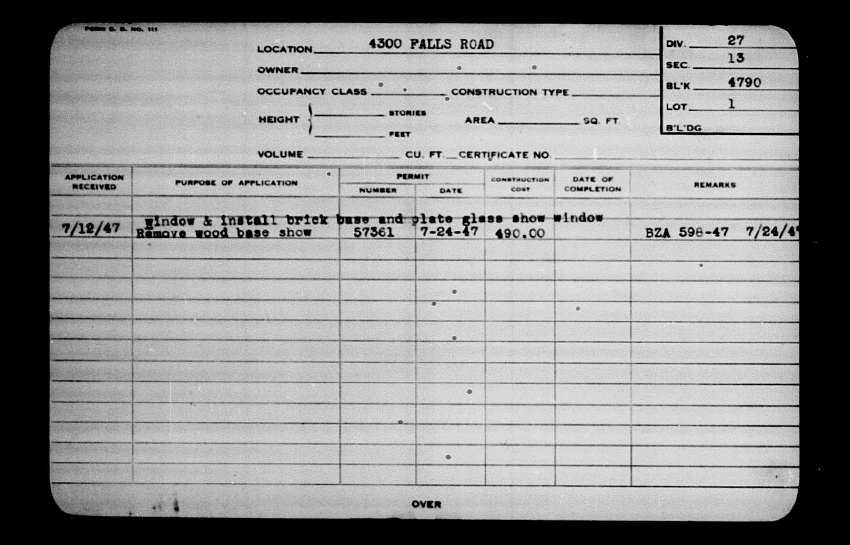 FORM B. B. NO. 111
LOCATION 4300 FALLS ROAD
DIV. 27
SEC. 13
BL'K 4790
LOT 1
B'L'DG
OWNER
OCCUPANCY CLASS CONSTRUCTION TYPE
HEIGHT STORIES AREA SQ. FT.
FEET
VOLUME CU. FT. CERTIFICATE NO.
APPLICATION RECEIVED PURPOSE OF APPLICATION PERMIT CONSTRUCTION COST DATE OF COMPLETION REMARKS
NUMBER DATE
window & install brick base and plate glass show window
7/12/47 Remove wood base show 57361 7-24-47 490.00 BZA 598-47 7/24/4
OVER